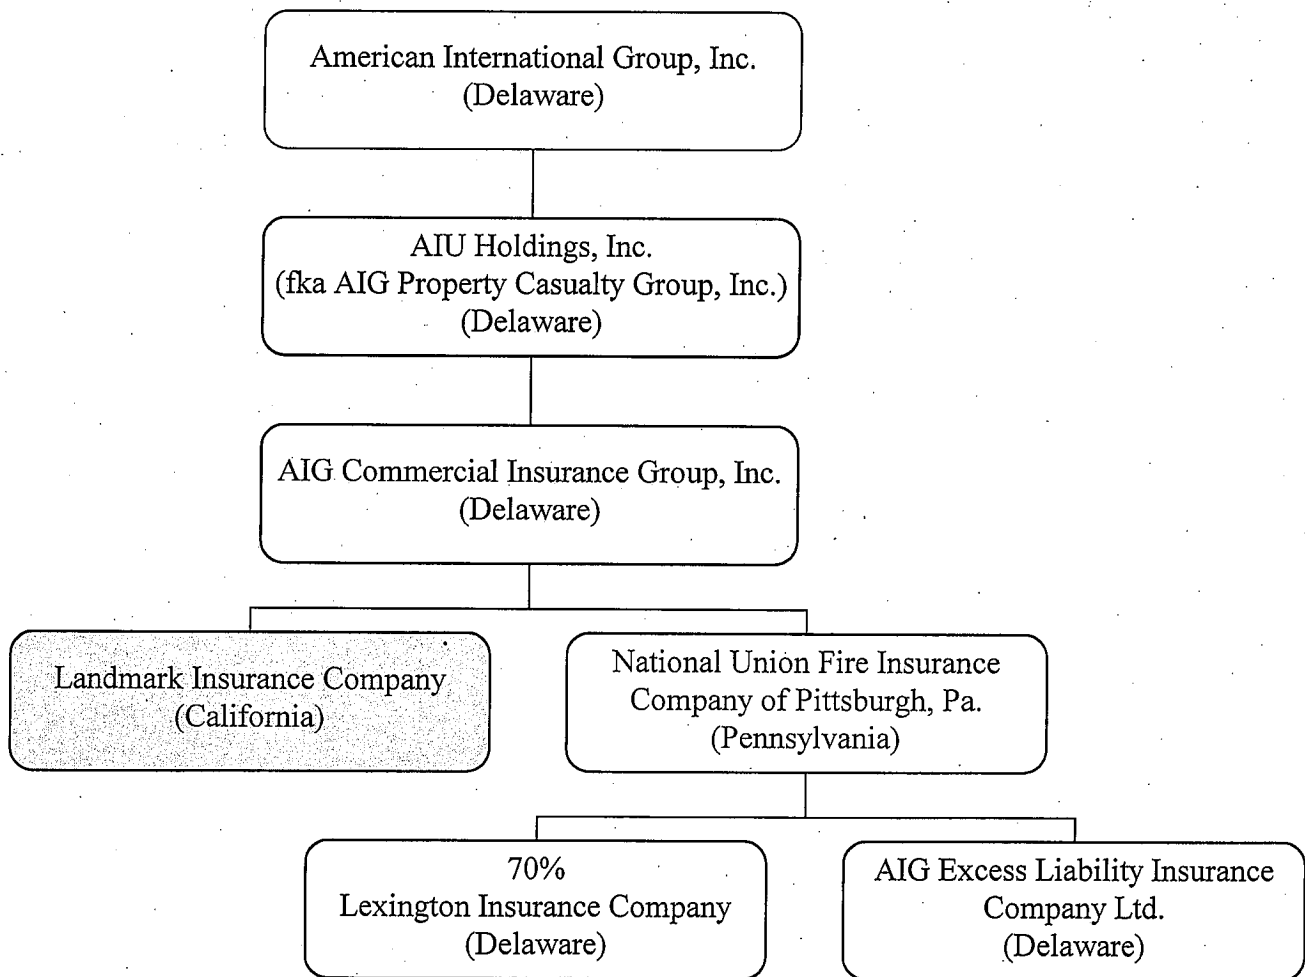 American International Group, Inc.
(Delaware)
AIU Holdings, Inc.
(fka AIG Property Casualty Group, Inc.)
(Delaware)
AIG Commercial Insurance Group, Inc.
(Delaware)
Landmark Insurance Company
(California)
National Union Fire Insurance
Company of Pittsburgh, Pa.
(Pennsylvania)
70%
Lexington Insurance Company
(Delaware)
AIG Excess Liability Insurance
Company Ltd.
(Delaware)